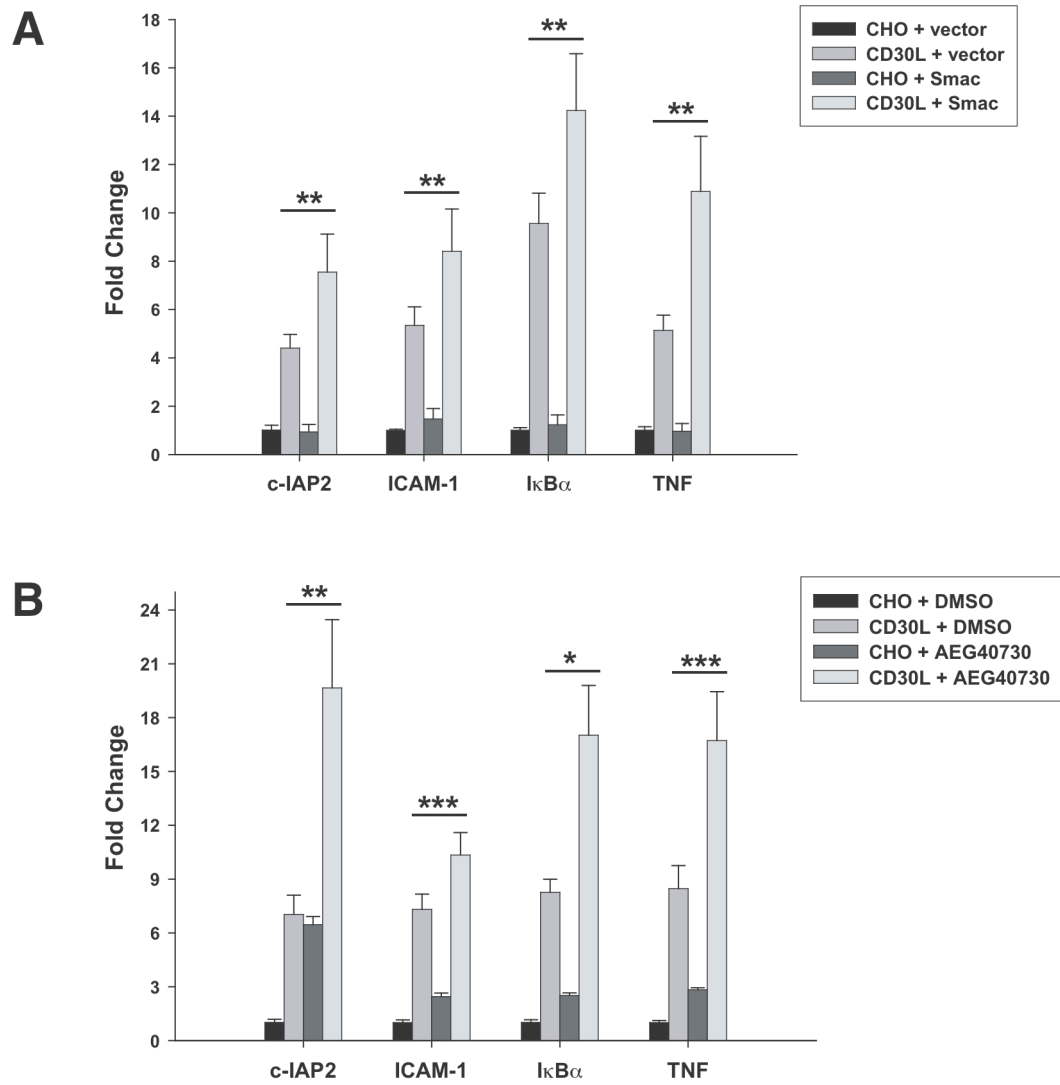 A
CHO + vector
CD30L + vector
CHO + Smac
CD30L + Smac
Fold Change
18
16
14
12
10
8
6
4
2
0
**
**
**
**
c-IAP2 ICAM-1 IκBα TNF
B
CHO + DMSO
CD30L + DMSO
CHO + AEG40730
CD30L + AEG40730
Fold Change
24
21
18
15
12
9
6
3
0
**
***
*
***
c-IAP2 ICAM-1 IκBα TNF